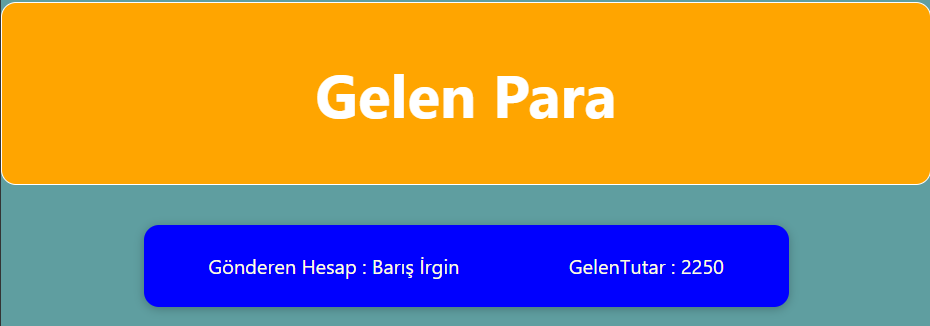 Gelen Para
Gönderen Hesap : Barış İrgin GelenTutar : 2250